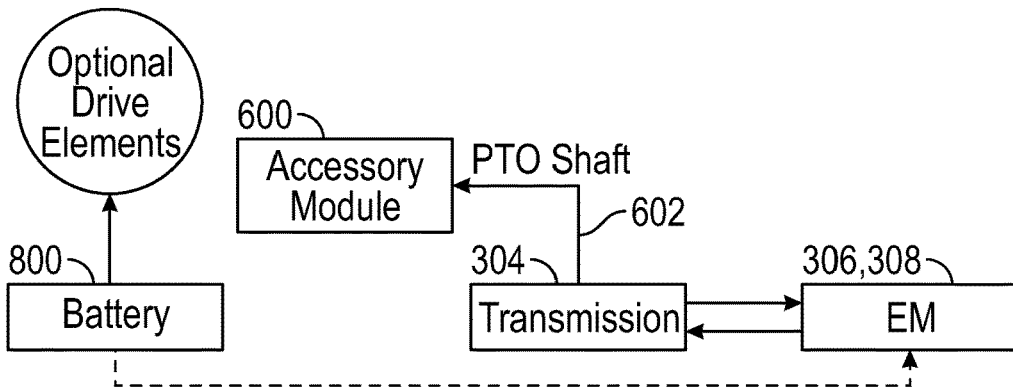 Optional
Drive
Elements
600
Accessory
Module
PTO Shaft
602
800
Battery
304
Transmission
306,308
EM